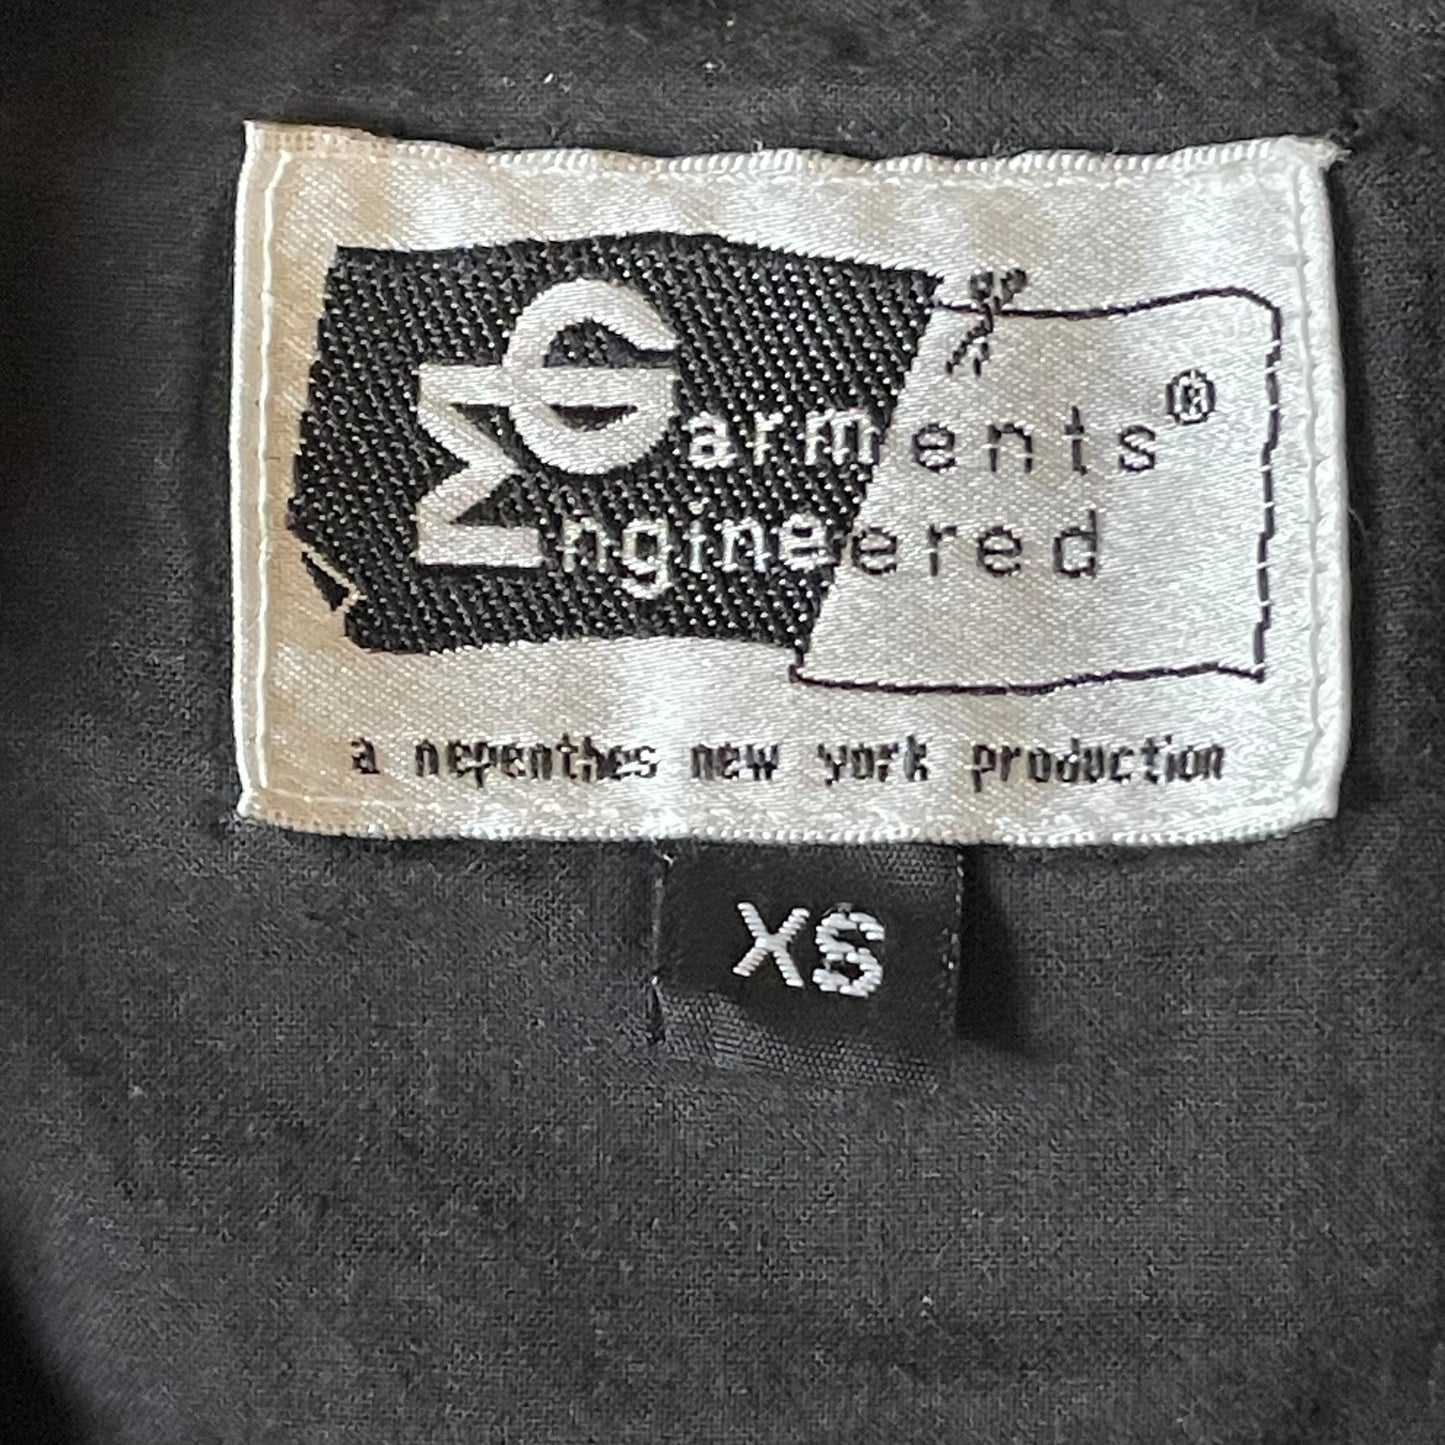 Garments®
Engineered
a nepenthes new york production
XS